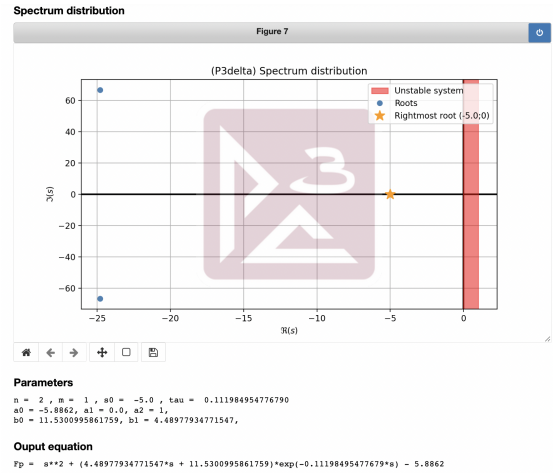 Spectrum distribution
Figure 7
(P3delta) Spectrum distribution
Unstable system
Roots
Rightmost root (-5.0;0)
60
40
20
0
−20
−40
−60
ℑ(s)
−25 −20 −15 −10 −5 0
ℜ(s)
Parameters
n = 2 , m = 1 , s0 = -5.0 , tau = 0.111984954776790
a0 = -5.8862, a1 = 0.0, a2 = 1,
b0 = 11.5300995861759, b1 = 4.48977934771547,
Ouput equation
Fp = s**2 + (4.48977934771547*s + 11.5300995861759)*exp(-0.11198495477679*s) - 5.8862